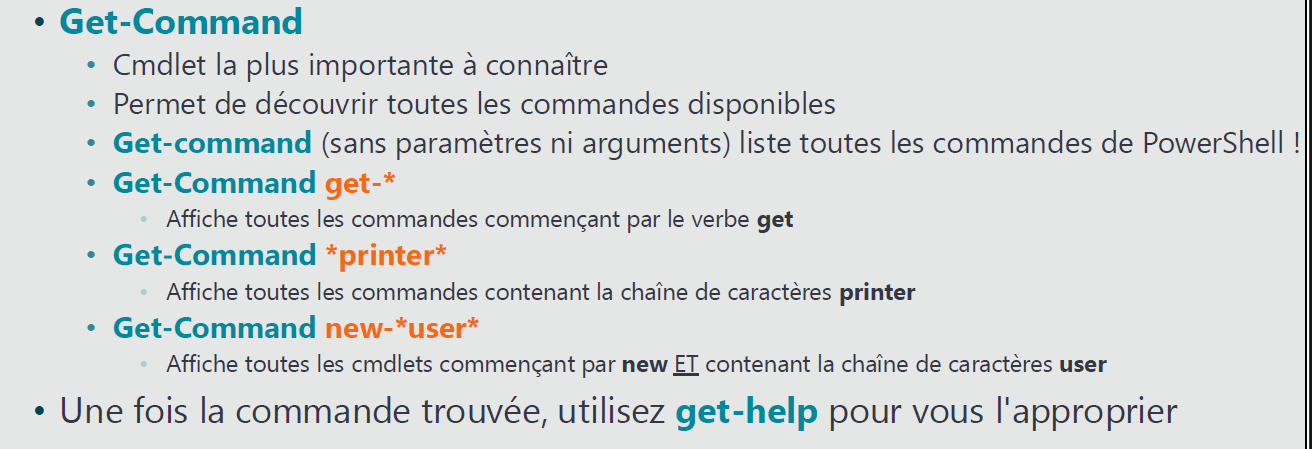 • Get-Command
• Cmdlet la plus importante à connaître
• Permet de découvrir toutes les commandes disponibles
• Get-command (sans paramètres ni arguments) liste toutes les commandes de PowerShell !
• Get-Command get-*
• Affiche toutes les commandes commençant par le verbe get
• Get-Command *printer*
• Affiche toutes les commandes contenant la chaîne de caractères printer
• Get-Command new-*user*
• Affiche toutes les cmdlets commençant par new ET contenant la chaîne de caractères user
• Une fois la commande trouvée, utilisez get-help pour vous l'approprier